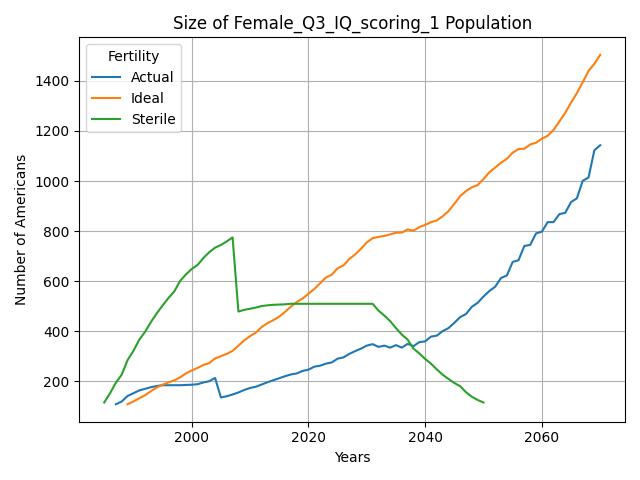 Size of Female_Q3_IQ_scoring_1 Population
Fertility
Actual
Ideal
Sterile
Number of Americans
1400
1200
1000
800
600
400
200
2000
2020
2040
2060
Years